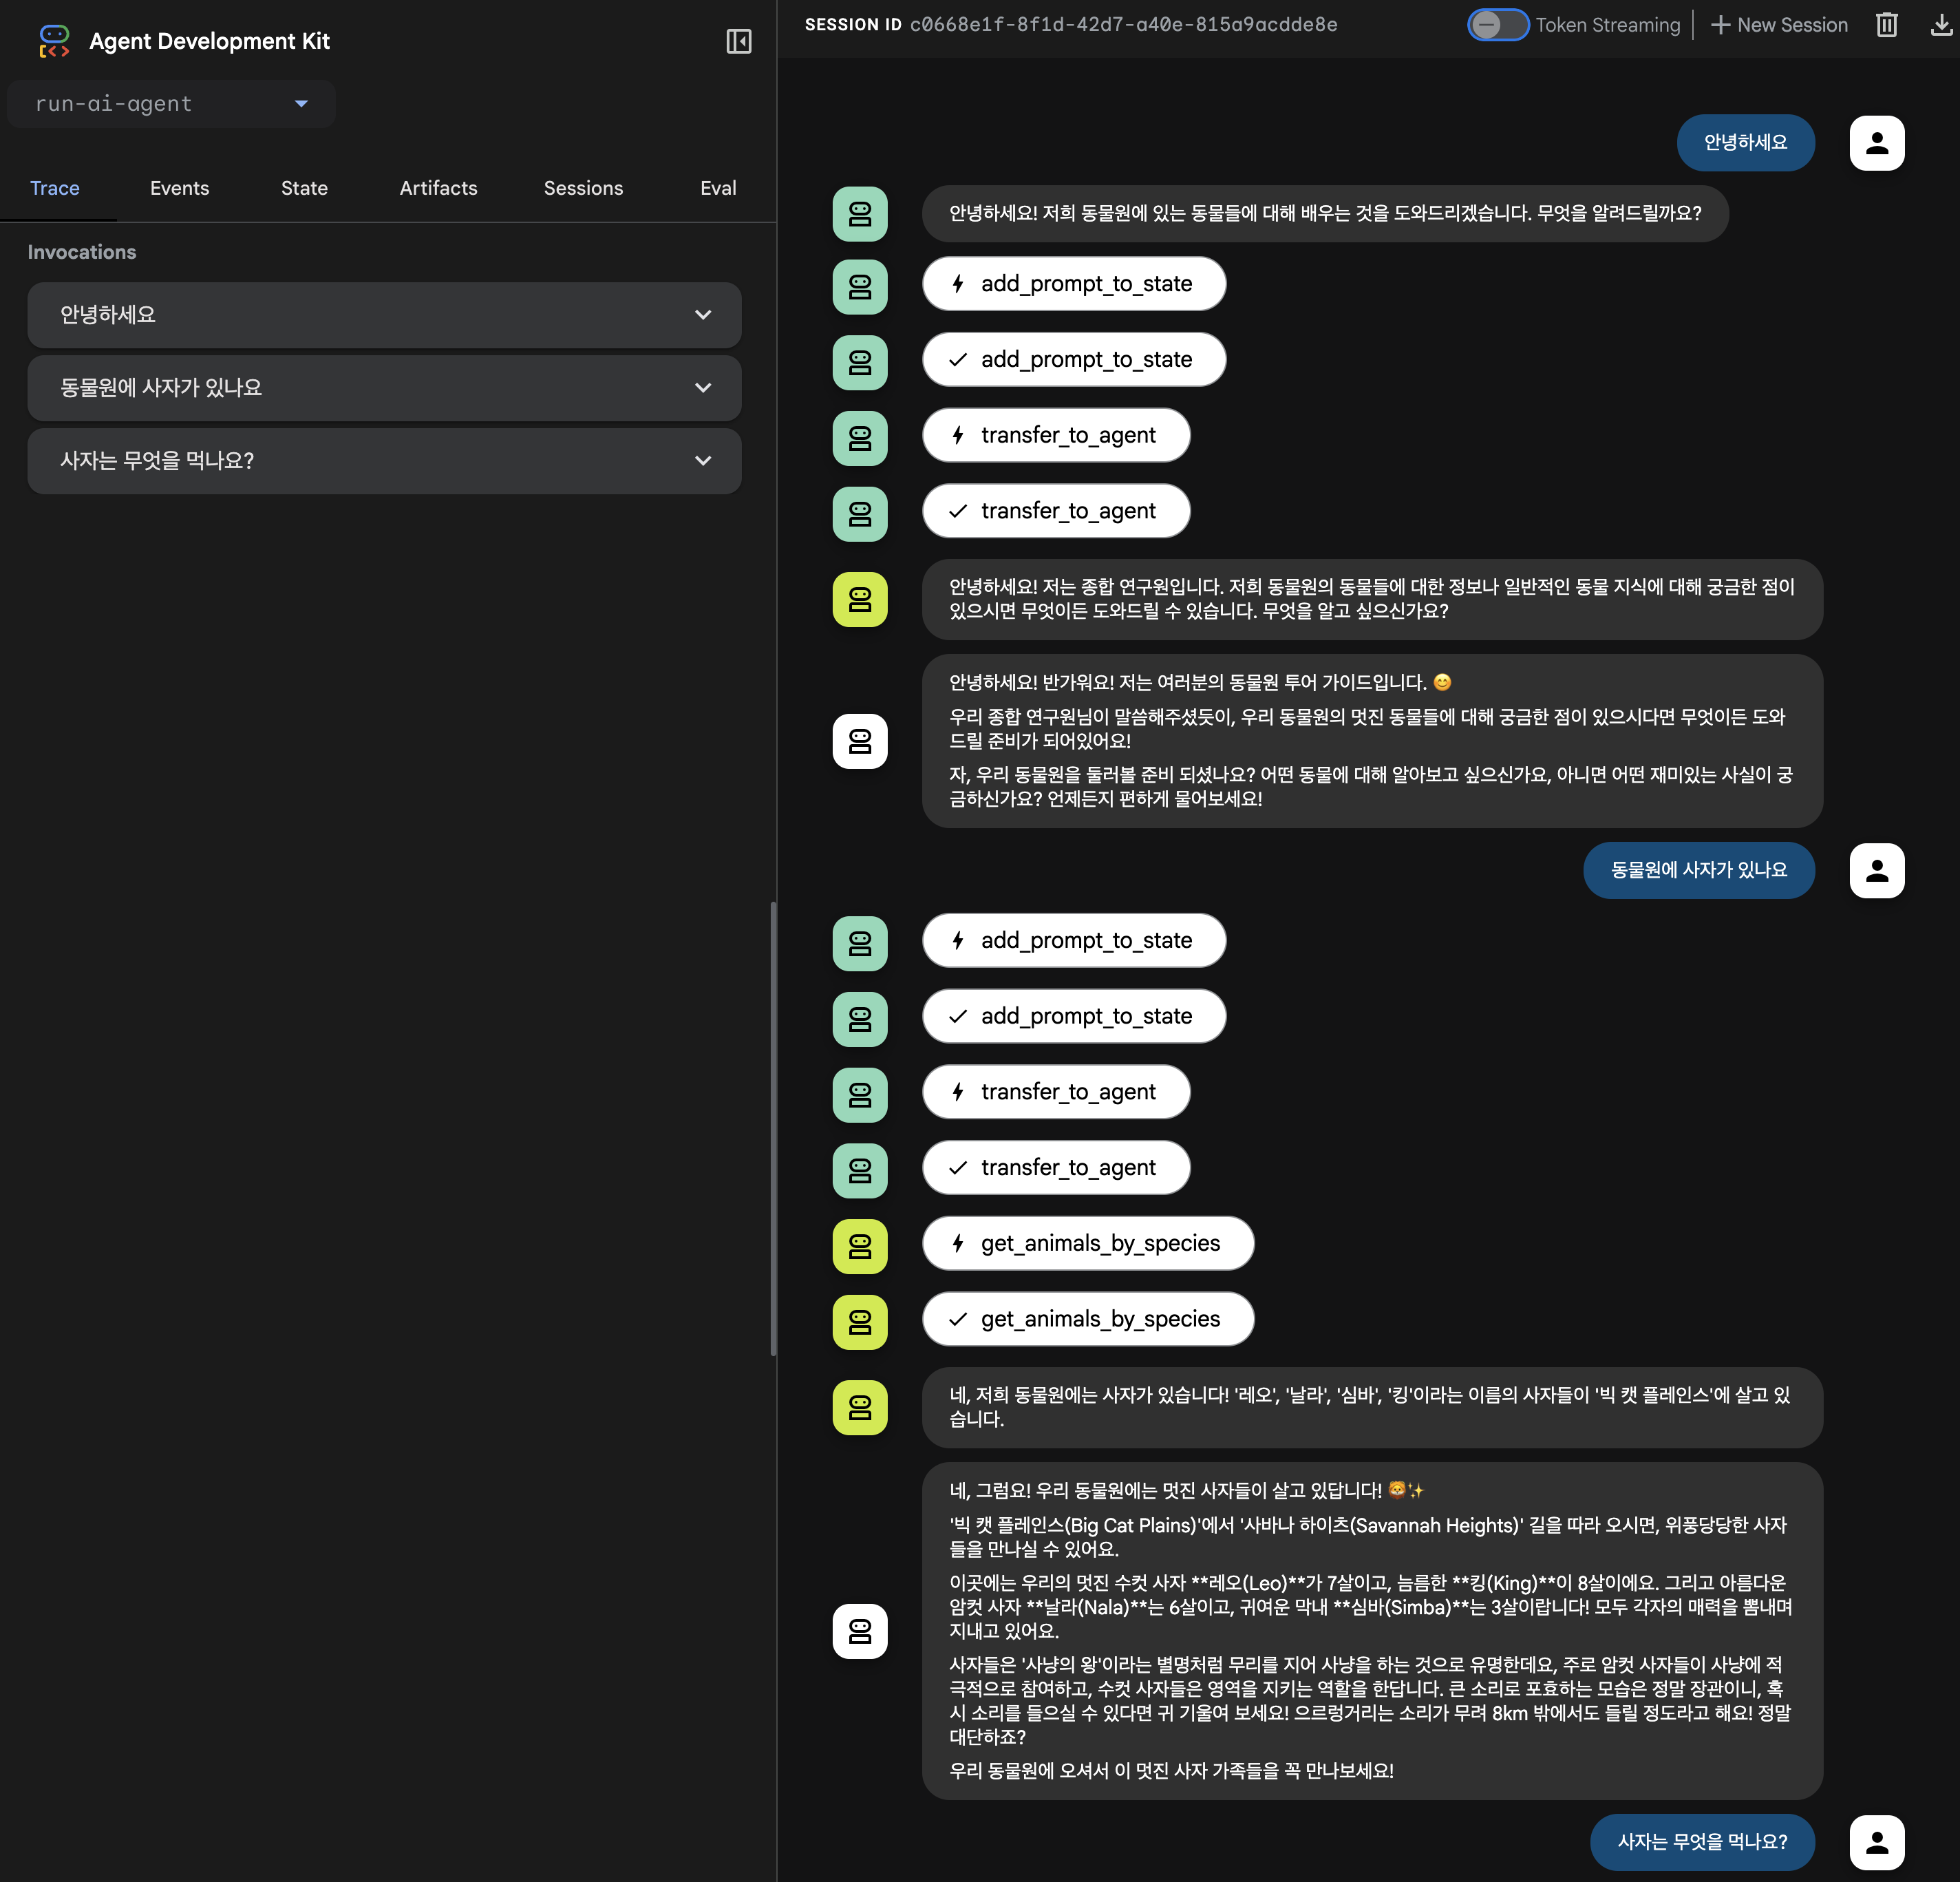 Agent Development Kit
run-ai-agent
Trace
Events
State
Artifacts
Sessions
Eval
Invocations
안녕하세요
동물원에 사자가 있나요
사자는 무엇을 먹나요?
SESSION ID c0668e1f-8f1d-42d7-a40e-815a9acdde8e
Token Streaming
New Session
안녕하세요
안녕하세요! 저희 동물원에 있는 동물들에 대해 배우는 것을 도와드리겠습니다. 무엇을 알려드릴까요?
add_prompt_to_state
add_prompt_to_state
transfer_to_agent
transfer_to_agent
안녕하세요! 저는 종합 연구원입니다. 저희 동물원의 동물들에 대한 정보나 일반적인 동물 지식에 대해 궁금한 점이
있으시면 무엇이든 도와드릴 수 있습니다. 무엇을 알고 싶으신가요?
안녕하세요! 반가워요! 저는 여러분의 동물원 투어 가이드입니다. 😊
우리 종합 연구원님이 말씀해주셨듯이, 우리 동물원의 멋진 동물들에 대해 궁금한 점이 있으시다면 무엇이든 도와
드릴 준비가 되어있어요!
자, 우리 동물원을 둘러볼 준비 되셨나요? 어떤 동물에 대해 알아보고 싶으신가요, 아니면 어떤 재미있는 사실이 궁
금하신가요? 언제든지 편하게 물어보세요!
동물원에 사자가 있나요
add_prompt_to_state
add_prompt_to_state
transfer_to_agent
transfer_to_agent
get_animals_by_species
get_animals_by_species
네, 저희 동물원에는 사자가 있습니다! '레오', '날라', '심바', '킹'이라는 이름의 사자들이 '빅 캣 플레인스'에 살고 있
습니다.
네, 그럼요! 우리 동물원에는 멋진 사자들이 살고 있답니다! 🦁✨
'빅 캣 플레인스(Big Cat Plains)'에서 '사바나 하이츠(Savannah Heights)' 길을 따라 오시면, 위풍당당한 사자
들을 만나실 수 있어요.
이곳에는 우리의 멋진 수컷 사자 **레오(Leo)**가 7살이고, 늠름한 **킹(King)**이 8살이에요. 그리고 아름다운
암컷 사자 **날라(Nala)**는 6살이고, 귀여운 막내 **심바(Simba)**는 3살이랍니다! 모두 각자의 매력을 뽐내며
지내고 있어요.
사자들은 '사냥의 왕'이라는 별명처럼 무리를 지어 사냥을 하는 것으로 유명한데요, 주로 암컷 사자들이 사냥에 적
극적으로 참여하고, 수컷 사자들은 영역을 지키는 역할을 한답니다. 큰 소리로 포효하는 모습은 정말 장관이니, 혹
시 소리를 들으실 수 있다면 귀 기울여 보세요! 으르렁거리는 소리가 무려 8km 밖에서도 들릴 정도라고 해요! 정말
대단하죠?
우리 동물원에 오셔서 이 멋진 사자 가족들을 꼭 만나보세요!
사자는 무엇을 먹나요?